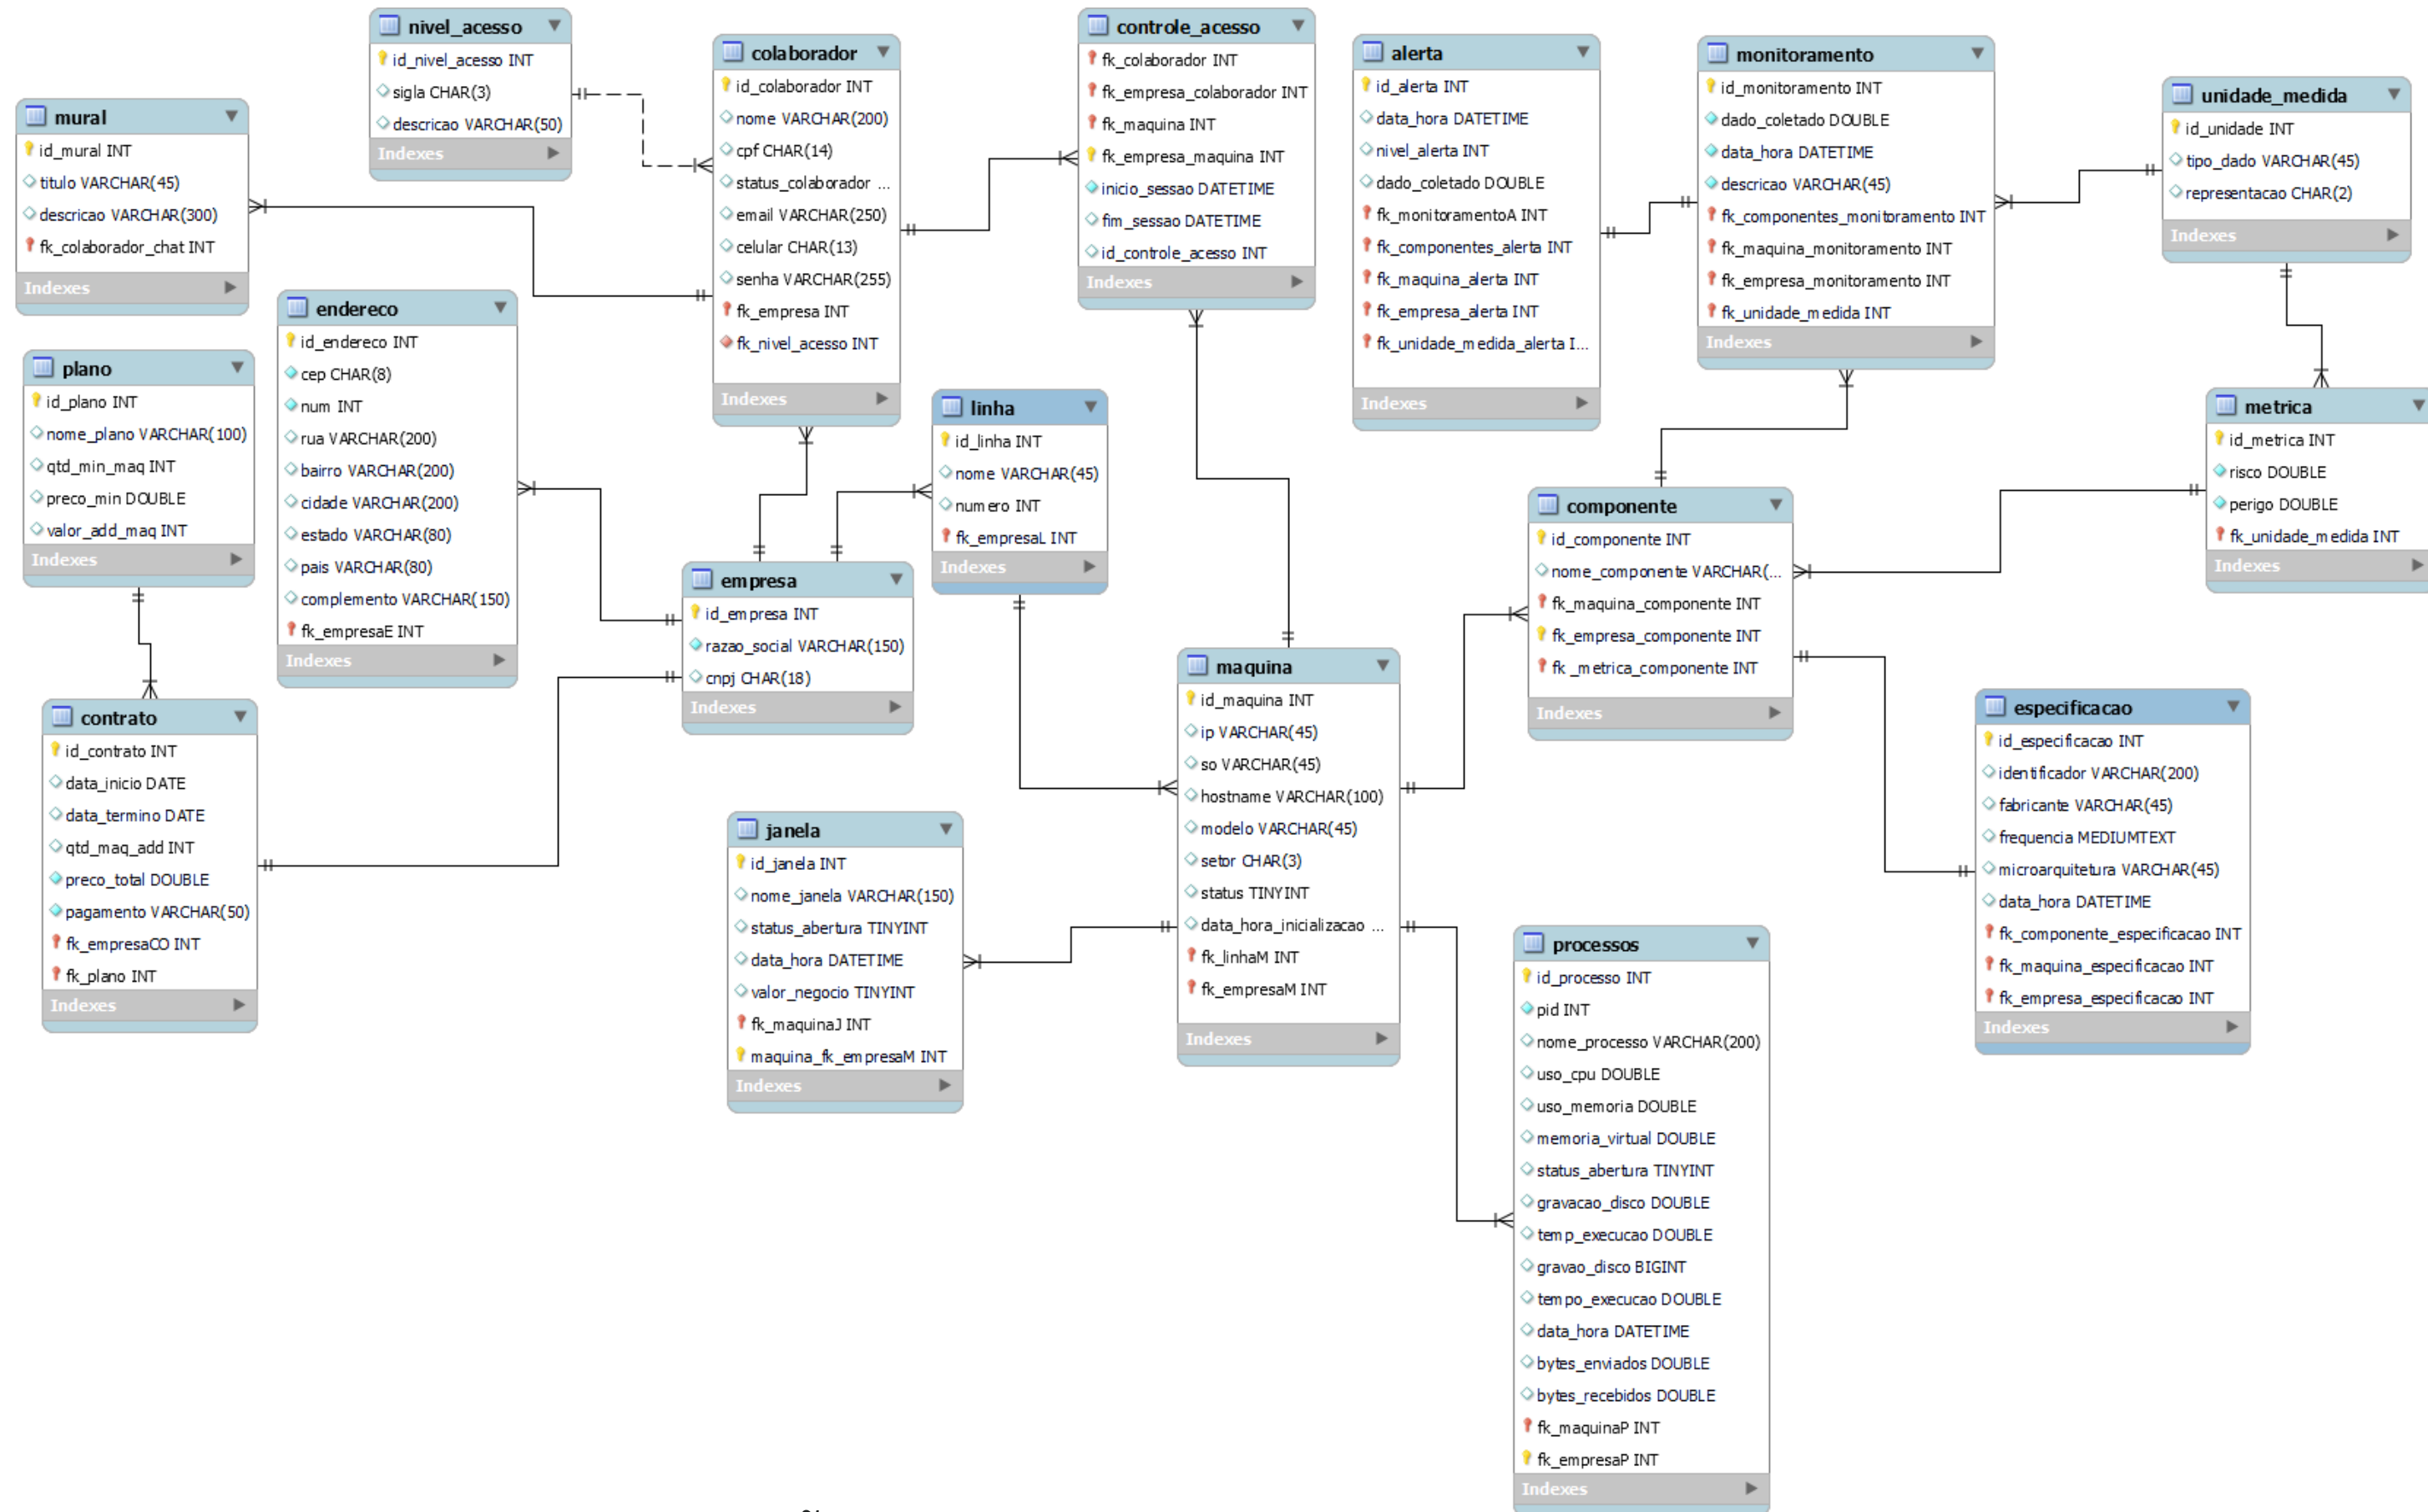 nivel_acesso
id_nivel_acesso INT
sigla CHAR(3)
descricao VARCHAR(50)
Indexes
colaborador
id_colaborador INT
nome VARCHAR(200)
cpf CHAR(14)
status_colaborador ...
email VARCHAR(250)
celular CHAR(13)
senha VARCHAR(255)
fk_empresa INT
fk_nivel_acesso INT
Indexes
controle_acesso
fk_colaborador INT
fk_empresa_colaborador INT
fk_maquina INT
fk_empresa_maquina INT
inicio_sessao DATETIME
fim_sessao DATETIME
id_controle_acesso INT
Indexes
alerta
id_alerta INT
data_hora DATETIME
nivel_alerta INT
dado_coletado DOUBLE
fk_monitoramentoA INT
fk_componentes_alerta INT
fk_maquina_alerta INT
fk_empresa_alerta INT
fk_unidade_medida_alerta I...
Indexes
monitoramento
id_monitoramento INT
dado_coletado DOUBLE
data_hora DATETIME
descricao VARCHAR(45)
fk_componentes_monitoramento INT
fk_maquina_monitoramento INT
fk_empresa_monitoramento INT
fk_unidade_medida INT
Indexes
unidade_medida
id_unidade INT
tipo_dado VARCHAR(45)
representacao CHAR(2)
Indexes
mural
id_mural INT
titulo VARCHAR(45)
descricao VARCHAR(300)
fk_colaborador_chat INT
Indexes
endereco
id_endereco INT
cep CHAR(8)
num INT
rua VARCHAR(200)
bairro VARCHAR(200)
cidade VARCHAR(200)
estado VARCHAR(80)
pais VARCHAR(80)
complemento VARCHAR(150)
fk_empresaE INT
Indexes
plano
id_plano INT
nome_plano VARCHAR(100)
qtd_min_maq INT
preco_min DOUBLE
valor_add_maq INT
Indexes
linha
id_linha INT
nome VARCHAR(45)
numero INT
fk_empresaL INT
Indexes
metrica
id_metrica INT
risco DOUBLE
perigo DOUBLE
fk_unidade_medida INT
Indexes
componente
id_componente INT
nome_componente VARCHAR(...
fk_maquina_componente INT
fk_empresa_componente INT
fk _metrica_componente INT
Indexes
empresa
id_empresa INT
razao_social VARCHAR(150)
cnpj CHAR(18)
Indexes
maquina
id_maquina INT
ip VARCHAR(45)
so VARCHAR(45)
hostname VARCHAR(100)
modelo VARCHAR(45)
setor CHAR(3)
status TINYINT
data_hora_inicializacao ...
fk_linhaM INT
fk_empresaM INT
Indexes
especificacao
id_especificacao INT
identificador VARCHAR(200)
fabricante VARCHAR(45)
frequencia MEDIUMTEXT
microarquitetura VARCHAR(45)
data_hora DATETIME
fk_componente_especificacao INT
fk_maquina_especificacao INT
fk_empresa_especificacao INT
Indexes
contrato
id_contrato INT
data_inicio DATE
data_termino DATE
qtd_maq_add INT
preco_total DOUBLE
pagamento VARCHAR(50)
fk_empresaCO INT
fk_plano INT
Indexes
janela
id_janela INT
nome_janela VARCHAR(150)
status_abertura TINYINT
data_hora DATETIME
valor_negocio TINYINT
fk_maquinaJ INT
maquina_fk_empresaM INT
Indexes
processos
id_processo INT
pid INT
nome_processo VARCHAR(200)
uso_cpu DOUBLE
uso_memoria DOUBLE
memoria_virtual DOUBLE
status_abertura TINYINT
gravacao_disco DOUBLE
temp_execucao DOUBLE
gravao_disco BIGINT
tempo_execucao DOUBLE
data_hora DATETIME
bytes_enviados DOUBLE
bytes_recebidos DOUBLE
fk_maquinaP INT
fk_empresaP INT
Indexes